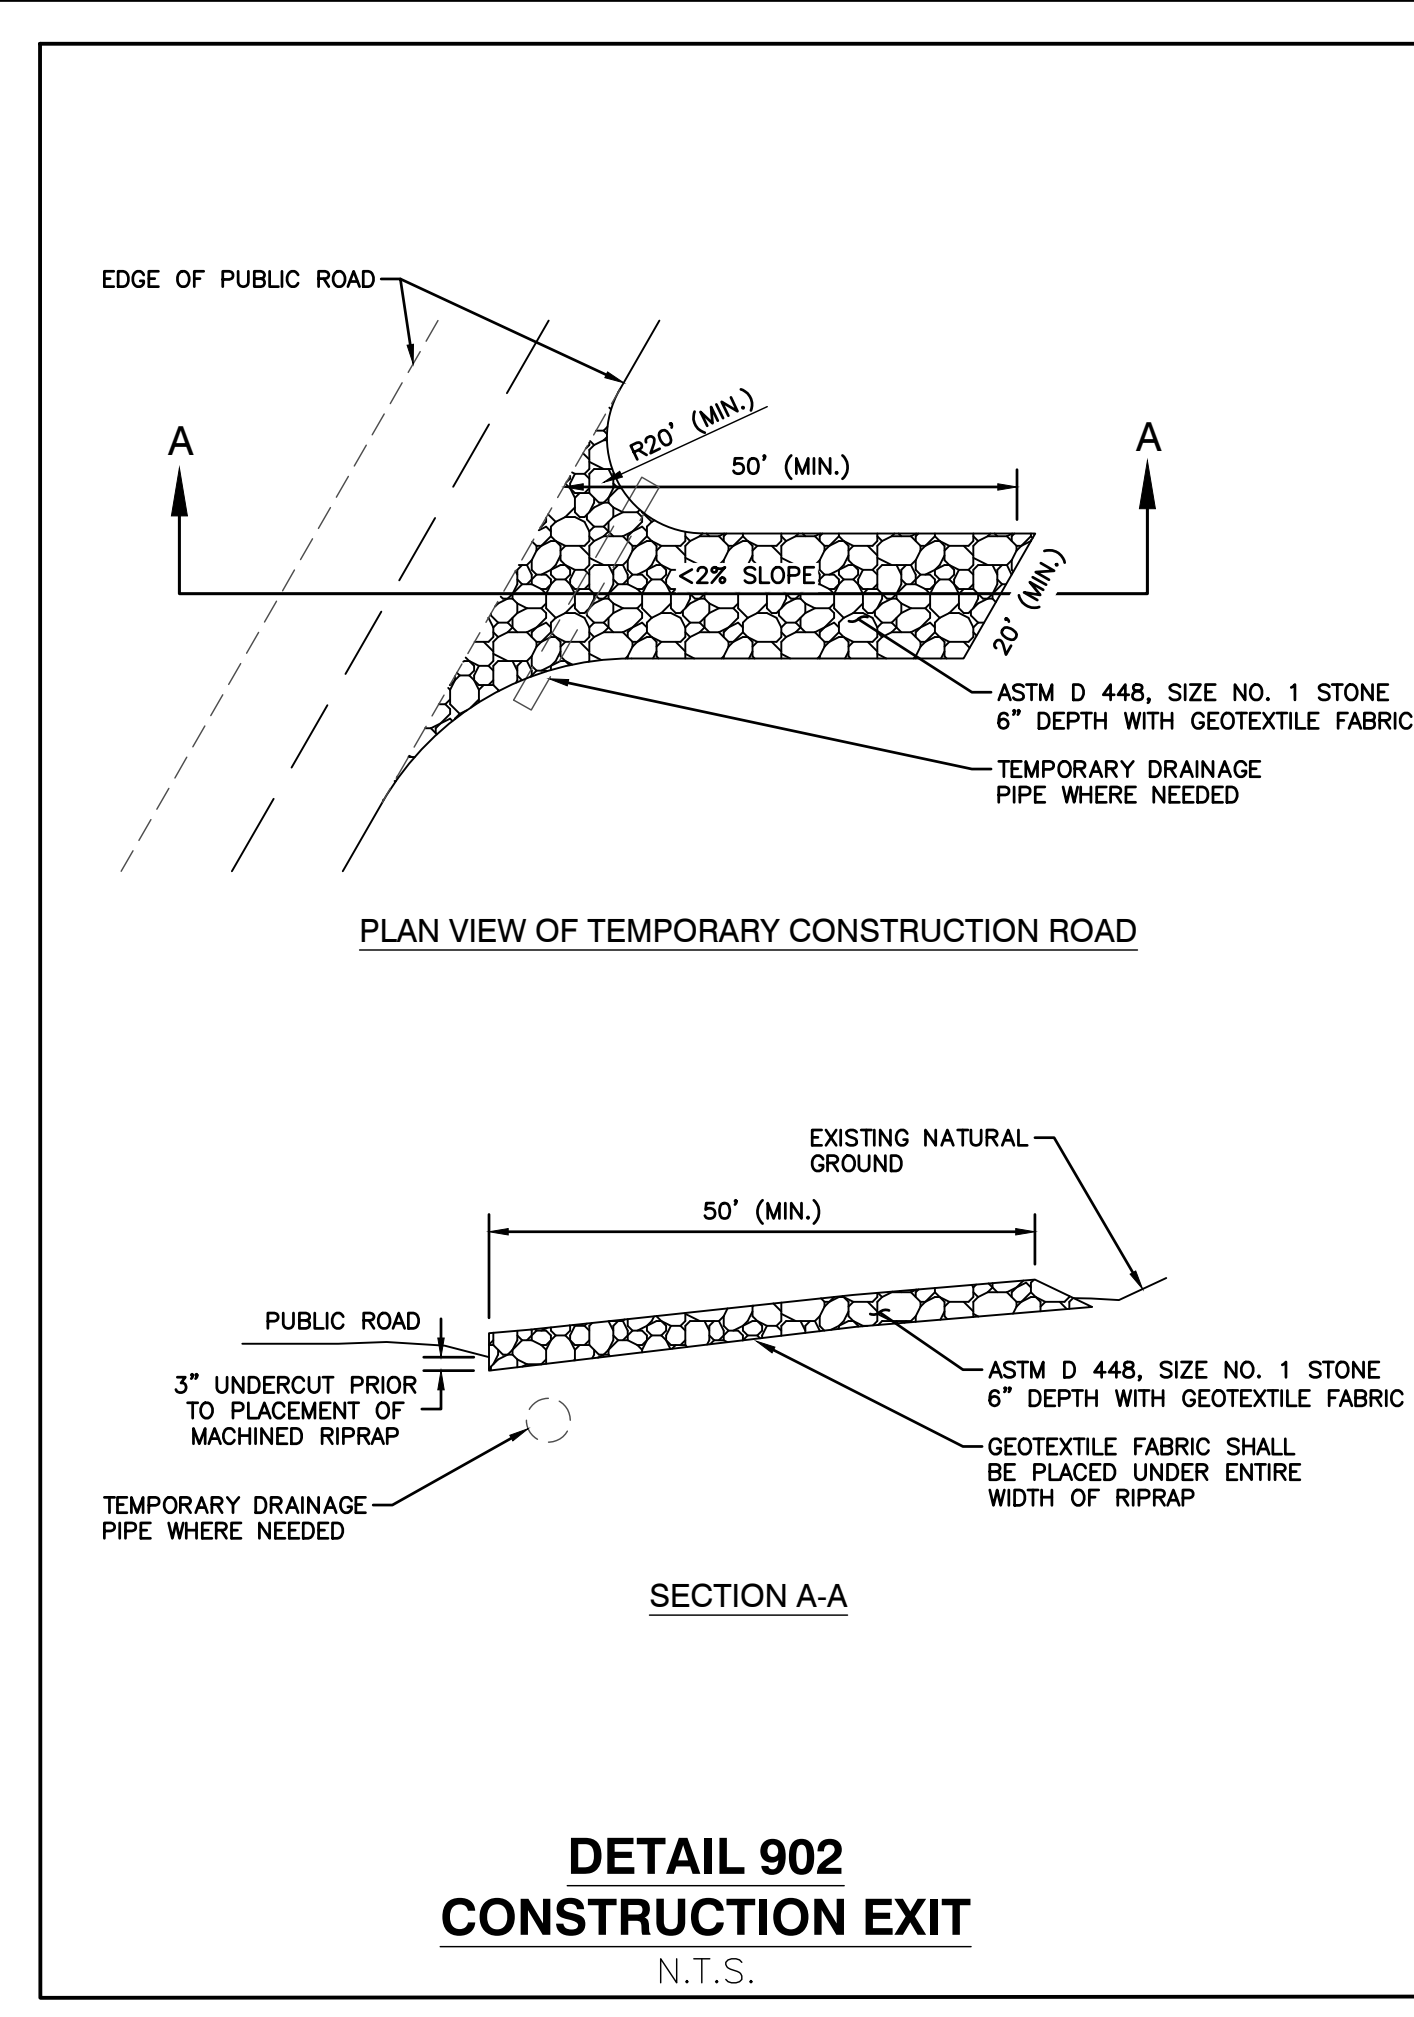 EDGE OF PUBLIC ROAD
R20' (MIN.)
A
50' (MIN.)
A
<2% SLOPE
20' (MIN.)
ASTM D 448, SIZE NO. 1 STONE
6" DEPTH WITH GEOTEXTILE FABRIC
TEMPORARY DRAINAGE
PIPE WHERE NEEDED
PLAN VIEW OF TEMPORARY CONSTRUCTION ROAD
EXISTING NATURAL
GROUND
50' (MIN.)
PUBLIC ROAD
3" UNDERCUT PRIOR
TO PLACEMENT OF
MACHINED RIPRAP
ASTM D 448, SIZE NO. 1 STONE
6" DEPTH WITH GEOTEXTILE FABRIC
GEOTEXTILE FABRIC SHALL
BE PLACED UNDER ENTIRE
WIDTH OF RIPRAP
TEMPORARY DRAINAGE
PIPE WHERE NEEDED
SECTION A-A
DETAIL 902
CONSTRUCTION EXIT
N.T.S.